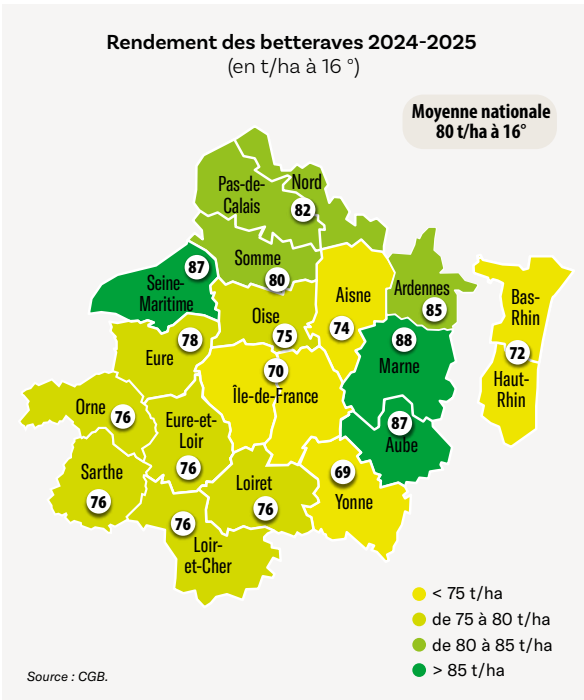 Rendement des betteraves 2024-2025
(en t/ha à 16 °)
Moyenne nationale
80 t/ha à 16°
Pas-de-
Calais
Nord
82
Somme
80
87
Seine-
Maritime
Oise
75
Aisne
74
Ardennes
85
Bas-
Rhin
72
Haut-
Rhin
78
Eure
70
Île-de-France
88
Marne
87
Aube
Orne
76
Eure-et-
Loir
76
Sarthe
76
Loiret
76
69
Yonne
76
Loir-
et-Cher
< 75 t/ha
de 75 à 80 t/ha
de 80 à 85 t/ha
> 85 t/ha
Source : CGB.